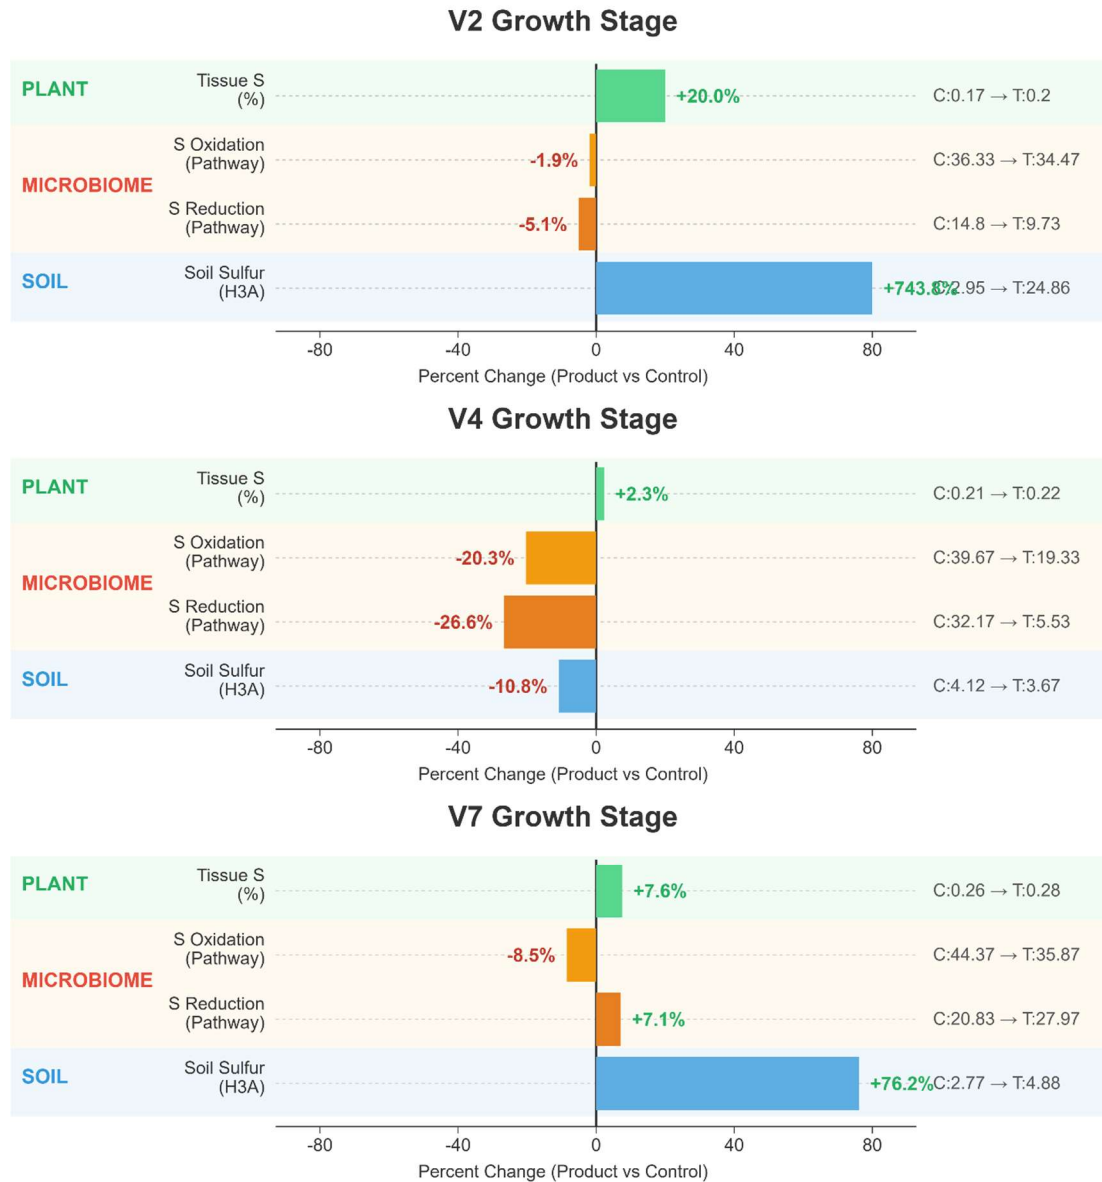 V2 Growth Stage
PLANT
Tissue S
(%)
+20.0%
C:0.17 → T:0.2
MICROBIOME
S Oxidation
(Pathway)
-1.9%
C:36.33 → T:34.47
S Reduction
(Pathway)
-5.1%
C:14.8 → T:9.73
SOIL
Soil Sulfur
(H3A)
+743.8%
C:2.95 → T:24.86
-80 -40 0 40 80
Percent Change (Product vs Control)
V4 Growth Stage
PLANT
Tissue S
(%)
+2.3%
C:0.21 → T:0.22
MICROBIOME
S Oxidation
(Pathway)
-20.3%
C:39.67 → T:19.33
S Reduction
(Pathway)
-26.6%
C:32.17 → T:5.53
SOIL
Soil Sulfur
(H3A)
-10.8%
C:4.12 → T:3.67
-80 -40 0 40 80
Percent Change (Product vs Control)
V7 Growth Stage
PLANT
Tissue S
(%)
+7.6%
C:0.26 → T:0.28
MICROBIOME
S Oxidation
(Pathway)
-8.5%
C:44.37 → T:35.87
S Reduction
(Pathway)
+7.1%
C:20.83 → T:27.97
SOIL
Soil Sulfur
(H3A)
+76.2%
C:2.77 → T:4.88
-80 -40 0 40 80
Percent Change (Product vs Control)